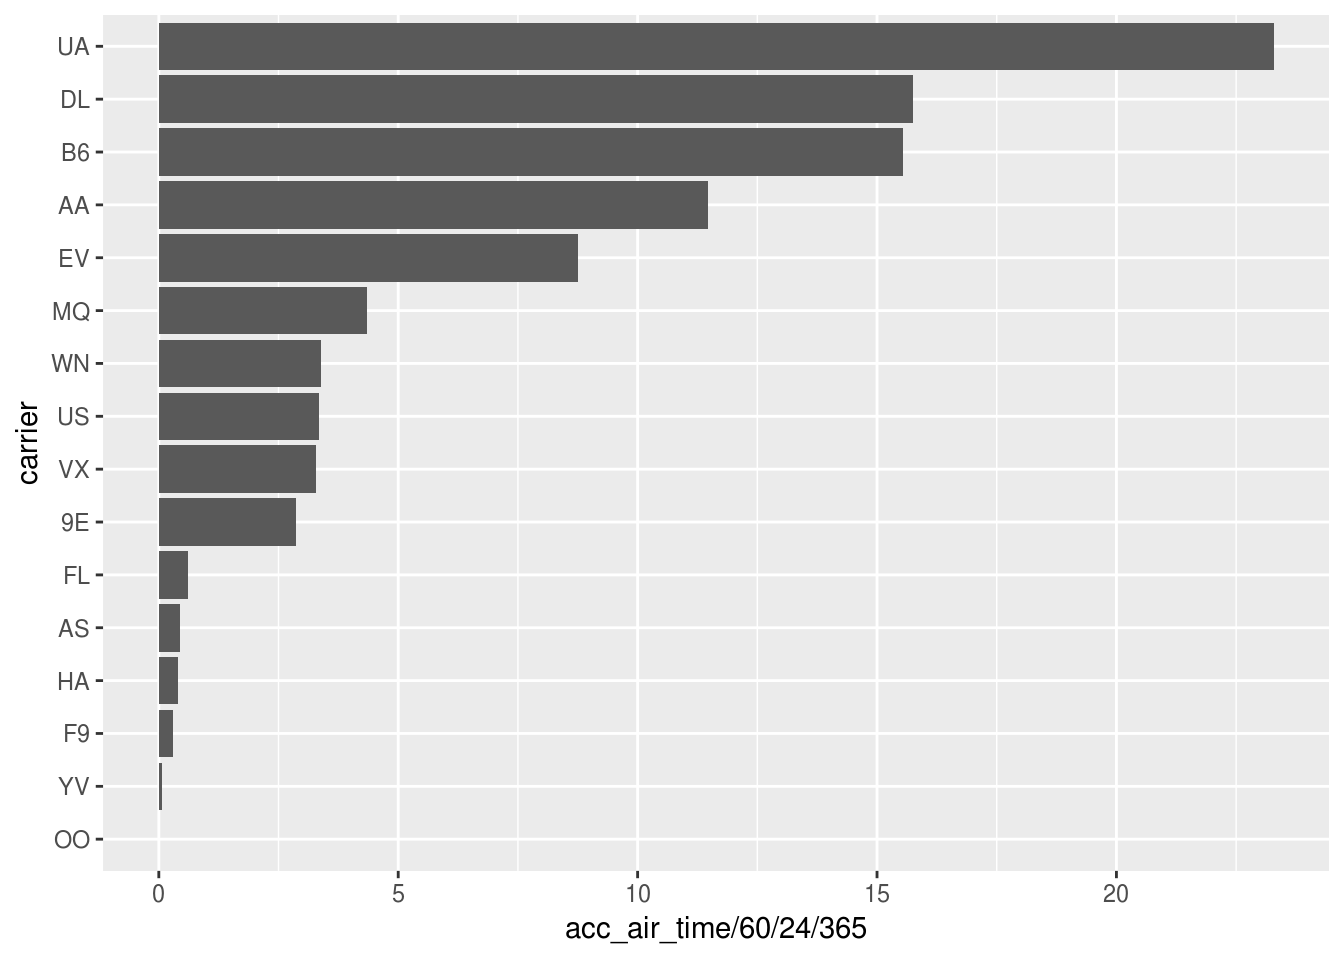 UA
DL
B6
AA
EV
MQ
WN
US
VX
9E
FL
AS
HA
F9
YV
OO
carrier
0 5 10 15 20
acc_air_time/60/24/365